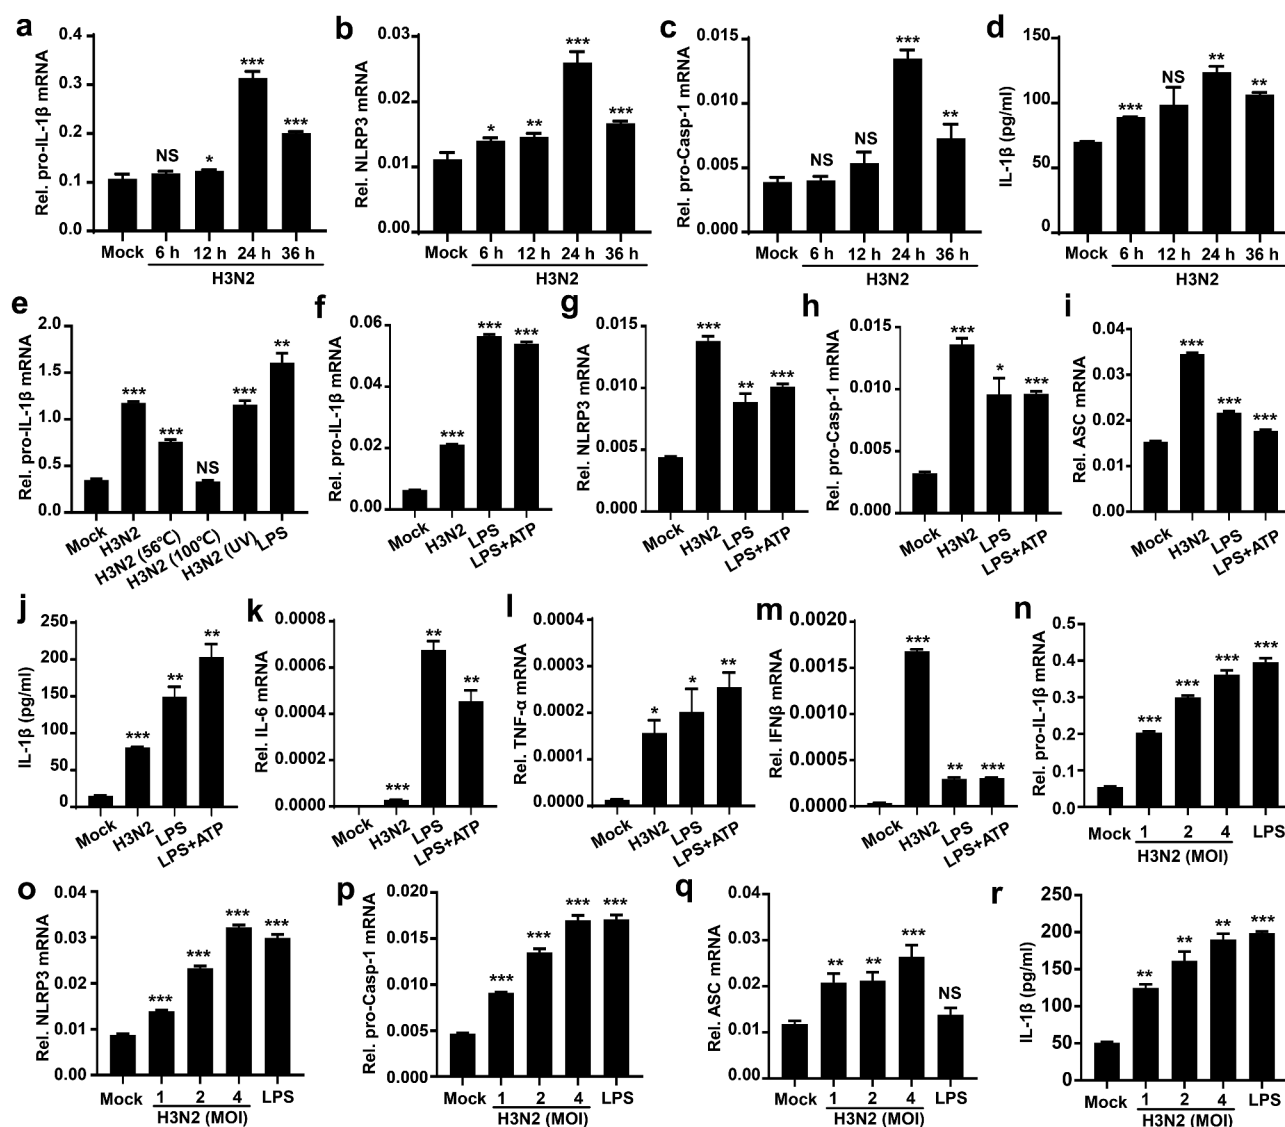 a
Rel. pro-IL-1β mRNA
0.4
0.3
0.2
0.1
0.0
NS
*
***
***
Mock 6 h 12 h 24 h 36 h
H3N2
b
Rel. NLRP3 mRNA
0.03
0.02
0.01
0.00
*
**
***
***
Mock 6 h 12 h 24 h 36 h
H3N2
c
Rel. pro-Casp-1 mRNA
0.015
0.010
0.005
0.000
NS
NS
***
**
Mock 6 h 12 h 24 h 36 h
H3N2
d
IL-1β (pg/ml)
150
100
50
0
***
NS
**
**
Mock 6 h 12 h 24 h 36 h
H3N2
e
Rel. pro-IL-1β mRNA
2.0
1.5
1.0
0.5
0.0
***
***
NS
***
**
Mock
H3N2
H3N2 (56℃)
H3N2 (100℃)
H3N2 (UV)
LPS
f
Rel. pro-IL-1β mRNA
0.06
0.04
0.02
0.00
***
***
***
Mock
H3N2
LPS
LPS+ATP
g
Rel. NLRP3 mRNA
0.015
0.010
0.005
0.000
***
**
***
Mock
H3N2
LPS
LPS+ATP
h
Rel. pro-Casp-1 mRNA
0.015
0.010
0.005
0.000
***
*
***
Mock
H3N2
LPS
LPS+ATP
i
Rel. ASC mRNA
0.04
0.03
0.02
0.01
0.00
***
***
***
Mock
H3N2
LPS
LPS+ATP
j
IL-1β (pg/ml)
250
200
150
100
50
0
***
**
**
Mock
H3N2
LPS
LPS+ATP
k
Rel. IL-6 mRNA
0.0008
0.0006
0.0004
0.0002
0.0000
***
**
**
Mock
H3N2
LPS
LPS+ATP
l
Rel. TNF-α mRNA
0.0004
0.0003
0.0002
0.0001
0.0000
*
*
**
Mock
H3N2
LPS
LPS+ATP
m
Rel. IFNβ mRNA
0.0020
0.0015
0.0010
0.0005
0.0000
***
**
***
Mock
H3N2
LPS
LPS+ATP
n
Rel. pro-IL-1β mRNA
0.5
0.4
0.3
0.2
0.1
0.0
***
***
***
***
Mock 1 2 4 LPS
H3N2 (MOI)
o
Rel. NLRP3 mRNA
0.04
0.03
0.02
0.01
0.00
***
***
***
***
Mock 1 2 4 LPS
H3N2 (MOI)
p
Rel. pro-Casp-1 mRNA
0.020
0.015
0.010
0.005
0.000
***
***
***
***
Mock 1 2 4 LPS
H3N2 (MOI)
q
Rel. ASC mRNA
0.04
0.03
0.02
0.01
0.00
**
**
***
NS
Mock 1 2 4 LPS
H3N2 (MOI)
r
IL-1β (pg/ml)
250
200
150
100
50
0
**
**
**
***
Mock 1 2 4 LPS
H3N2 (MOI)